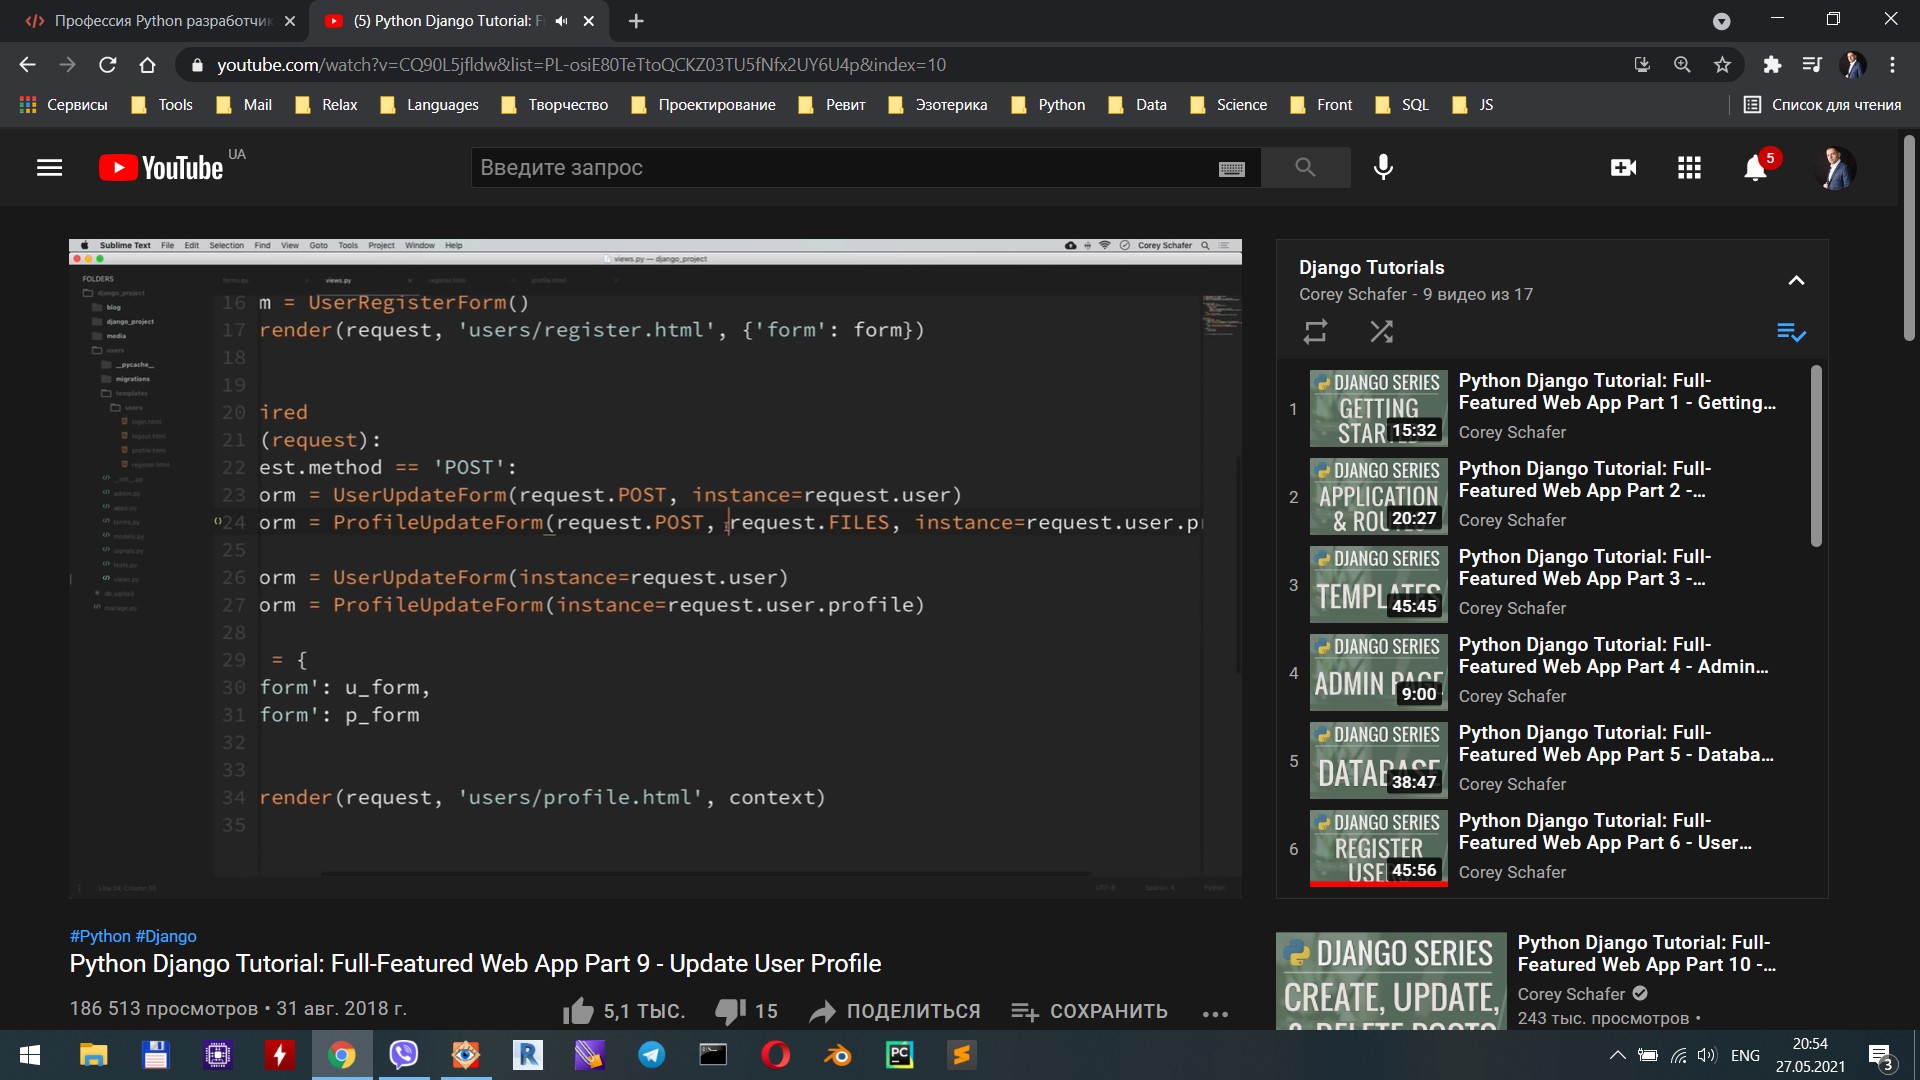 Профессия Python разработчик
(5) Python Django Tutorial: F
youtube.com/watch?v=CQ90L5jfldw&list=PL-osiE80TeTtoQCKZ03TU5fNfx2UY6U4p&index=10
Сервисы
Tools
Mail
Relax
Languages
Творчество
Проектирование
Ревит
Эзотерика
Python
Data
Science
Front
SQL
JS
Список для чтения
YouTube
UA
Введите запрос
5
Sublime Text File Edit Selection Find View Goto Tools Project Window Help
Corey Schafer
views.py — django_project
FOLDERS
django_project
blog
django_project
media
users
__pycache__
migrations
templates
users
views.py
16 m = UserRegisterForm()
17 render(request, 'users/register.html', {'form': form})
18
19
20 ired
21 (request):
22 est.method == 'POST':
23 orm = UserUpdateForm(request.POST, instance=request.user)
24 orm = ProfileUpdateForm(request.POST, request.FILES, instance=request.user.pr
25
26 orm = UserUpdateForm(instance=request.user)
27 orm = ProfileUpdateForm(instance=request.user.profile)
28
29 = {
30 form': u_form,
31 form': p_form
32
33
34 render(request, 'users/profile.html', context)
35
Django Tutorials
Corey Schafer - 9 видео из 17
1
DJANGO SERIES
GETTING
15:32
Python Django Tutorial: Full-
Featured Web App Part 1 - Getting...
Corey Schafer
2
DJANGO SERIES
APPLICATION
20:27
Python Django Tutorial: Full-
Featured Web App Part 2 -...
Corey Schafer
3
DJANGO SERIES
TEMPLATES
45:45
Python Django Tutorial: Full-
Featured Web App Part 3 -...
Corey Schafer
4
DJANGO SERIES
ADMIN PAGE
9:00
Python Django Tutorial: Full-
Featured Web App Part 4 - Admin...
Corey Schafer
5
DJANGO SERIES
DATABASE
38:47
Python Django Tutorial: Full-
Featured Web App Part 5 - Databa...
Corey Schafer
6
DJANGO SERIES
REGISTER
45:56
Python Django Tutorial: Full-
Featured Web App Part 6 - User...
Corey Schafer
#Python #Django
Python Django Tutorial: Full-Featured Web App Part 9 - Update User Profile
186 513 просмотров • 31 авг. 2018 г.
5,1 ТЫС.
15
ПОДЕЛИТЬСЯ
СОХРАНИТЬ
DJANGO SERIES
CREATE, UPDATE,
& DELETE POSTS
Python Django Tutorial: Full-
Featured Web App Part 10 -...
Corey Schafer
243 тыс. просмотров •
R
PC
ENG
20:54
27.05.2021
3